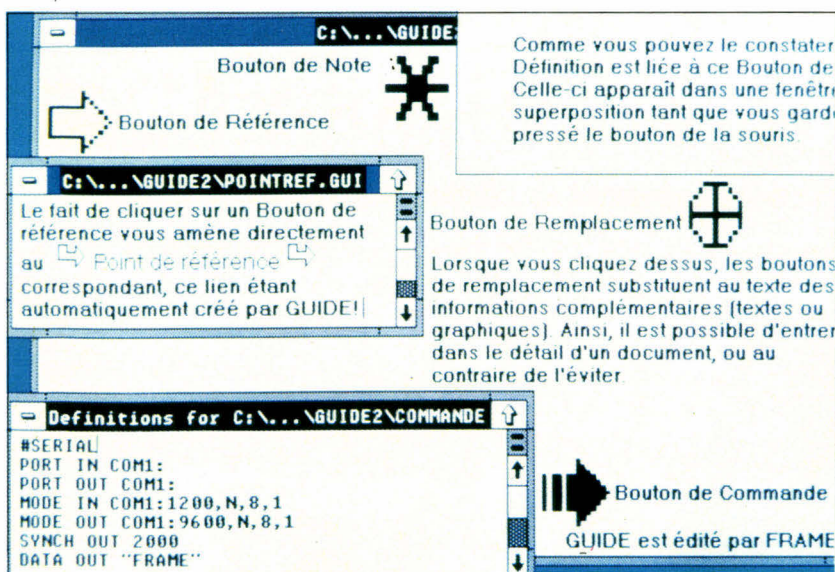 C:\...\GUIDE
Bouton de Note
Comme vous pouvez le constater
Définition est liée à ce Bouton de
Celle-ci apparaît dans une fenêtre
superposition tant que vous garde
pressé le bouton de la souris.
Bouton de Référence
C:\...\GUIDE2\POINTREF.GUI
Le fait de cliquer sur un Bouton de
référence vous amène directement
au Point de référence
correspondant, ce lien étant
automatiquement créé par GUIDE!
Bouton de Remplacement
Lorsque vous cliquez dessus, les boutons
de remplacement substituent au texte des
informations complémentaires (textes ou
graphiques). Ainsi, il est possible d'entrer
dans le détail d'un document, ou au
contraire de l'éviter.
Definitions for C:\...\GUIDE2\COMMANDE
#SERIAL
PORT IN COM1:
PORT OUT COM1:
MODE IN COM1:1200,N,8,1
MODE OUT COM1:9600,N,8,1
SYNCH OUT 2000
DATA OUT "FRAME"
Bouton de Commande
GUIDE est édité par FRAME